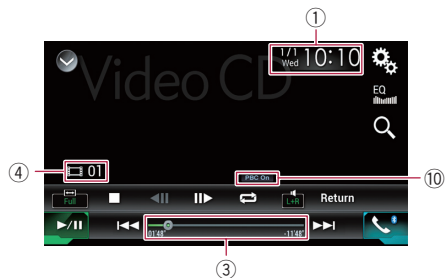 ①
1/1
Wed 10:10
Video CD
EQ
④
01
PBC On
⑩
Full
L+R
Return
01'48"
-11'48"
③